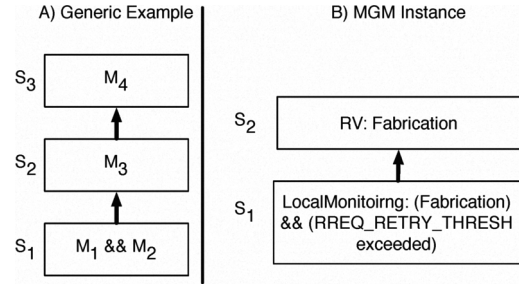 A) Generic Example
S3
M4
S2
M3
S1
M1 && M2
B) MGM Instance
S2
RV: Fabrication
S1
LocalMonitoirng: (Fabrication)
&& (RREQ_RETRY_THRESH
exceeded)